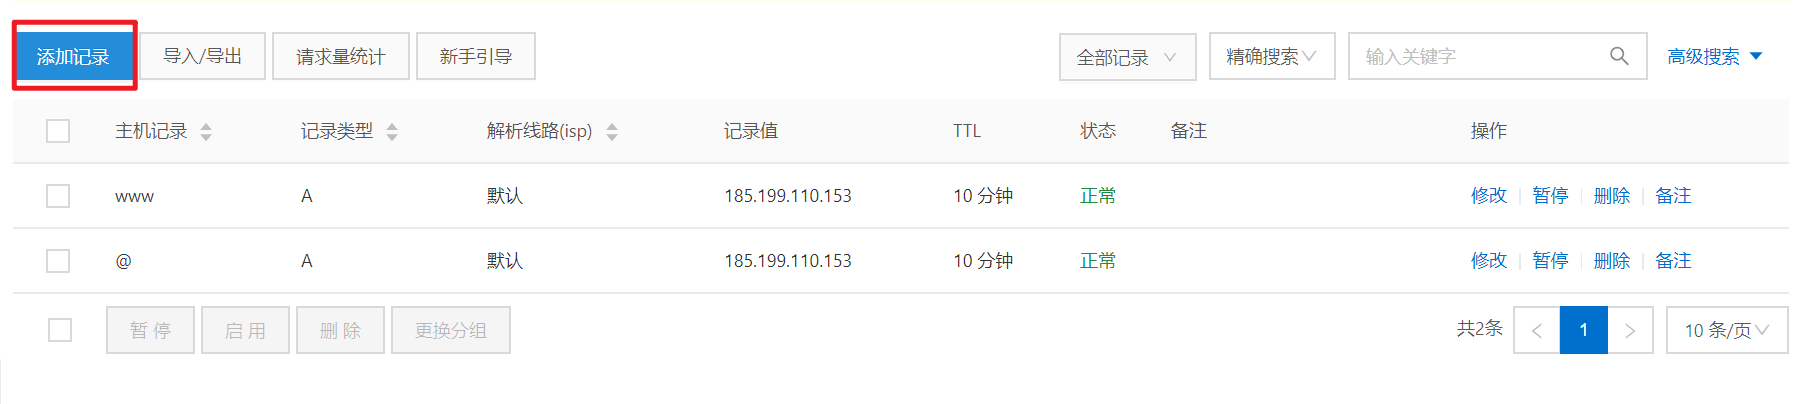 添加记录 导入/导出 请求量统计 新手引导 全部记录 精确搜索 输入关键字 高级搜索
主机记录 记录类型 解析线路(isp) 记录值 TTL 状态 备注 操作
www A 默认 185.199.110.153 10 分钟 正常 修改 暂停 删除 备注
@ A 默认 185.199.110.153 10 分钟 正常 修改 暂停 删除 备注
暂 停 启 用 删 除 更换分组 共2条 < 1 > 10 条/页